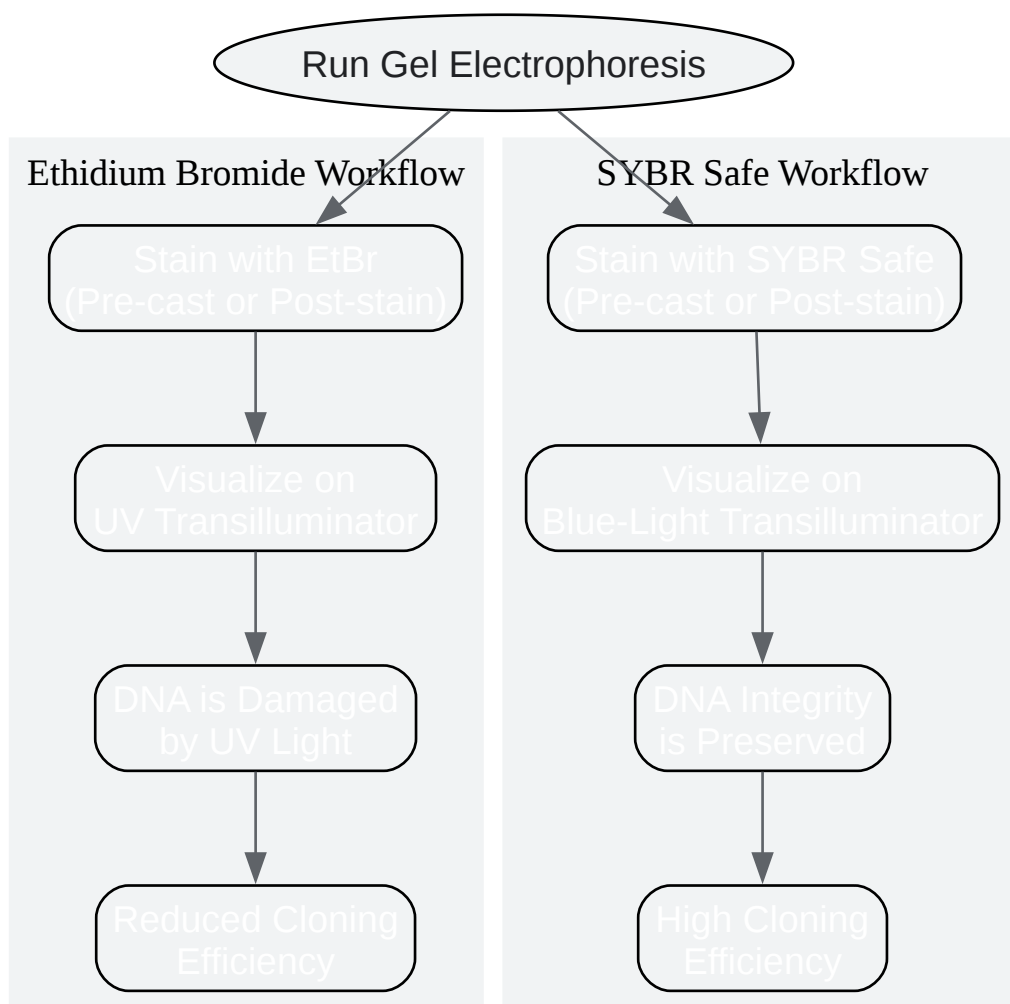 Run Gel Electrophoresis
Ethidium Bromide Workflow
Stain with EtBr
(Pre-cast or Post-stain)
Visualize on
UV Transilluminator
DNA is Damaged
by UV Light
Reduced Cloning
Efficiency
SYBR Safe Workflow
Stain with SYBR Safe
(Pre-cast or Post-stain)
Visualize on
Blue-Light Transilluminator
DNA Integrity
is Preserved
High Cloning
Efficiency